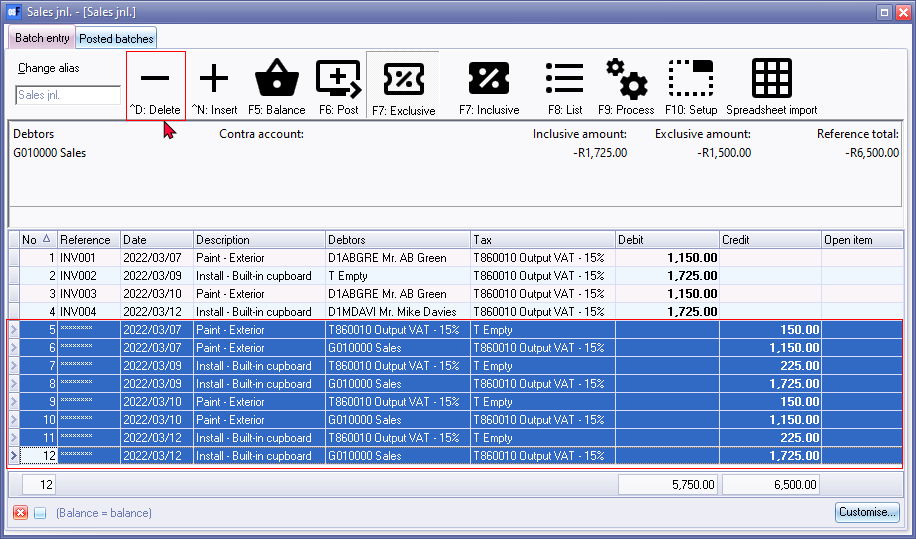 Sales jnl. - [Sales jnl.]
Batch entry Posted batches
Change alias
Sales jnl.
^D: Delete ^N: Insert F5: Balance F6: Post F7: Exclusive F7: Inclusive F8: List F9: Process F10: Setup Spreadsheet import
Debtors Contra account: Inclusive amount: Exclusive amount: Reference total:
G010000 Sales -R1,725.00 -R1,500.00 -R6,500.00
No Reference Date Description Debtors Tax Debit Credit Open item
1 INV001 2022/03/07 Paint - Exterior D1ABGRE Mr. AB Green T860010 Output VAT - 15% 1,150.00
2 INV002 2022/03/09 Install - Built-in cupboard T Empty T860010 Output VAT - 15% 1,725.00
3 INV003 2022/03/10 Paint - Exterior D1ABGRE Mr. AB Green T860010 Output VAT - 15% 1,150.00
4 INV004 2022/03/12 Install - Built-in cupboard D1MDAVI Mr. Mike Davies T860010 Output VAT - 15% 1,725.00
5 ******** 2022/03/07 Paint - Exterior T860010 Output VAT - 15% T Empty 150.00
6 ******** 2022/03/07 Paint - Exterior G010000 Sales T860010 Output VAT - 15% 1,150.00
7 ******** 2022/03/09 Install - Built-in cupboard T860010 Output VAT - 15% T Empty 225.00
8 ******** 2022/03/09 Install - Built-in cupboard G010000 Sales T860010 Output VAT - 15% 1,725.00
9 ******** 2022/03/10 Paint - Exterior T860010 Output VAT - 15% T Empty 150.00
10 ******** 2022/03/10 Paint - Exterior G010000 Sales T860010 Output VAT - 15% 1,150.00
11 ******** 2022/03/12 Install - Built-in cupboard T860010 Output VAT - 15% T Empty 225.00
12 ******** 2022/03/12 Install - Built-in cupboard G010000 Sales T860010 Output VAT - 15% 1,725.00
12 5,750.00 6,500.00
(Balance = balance) Customise...